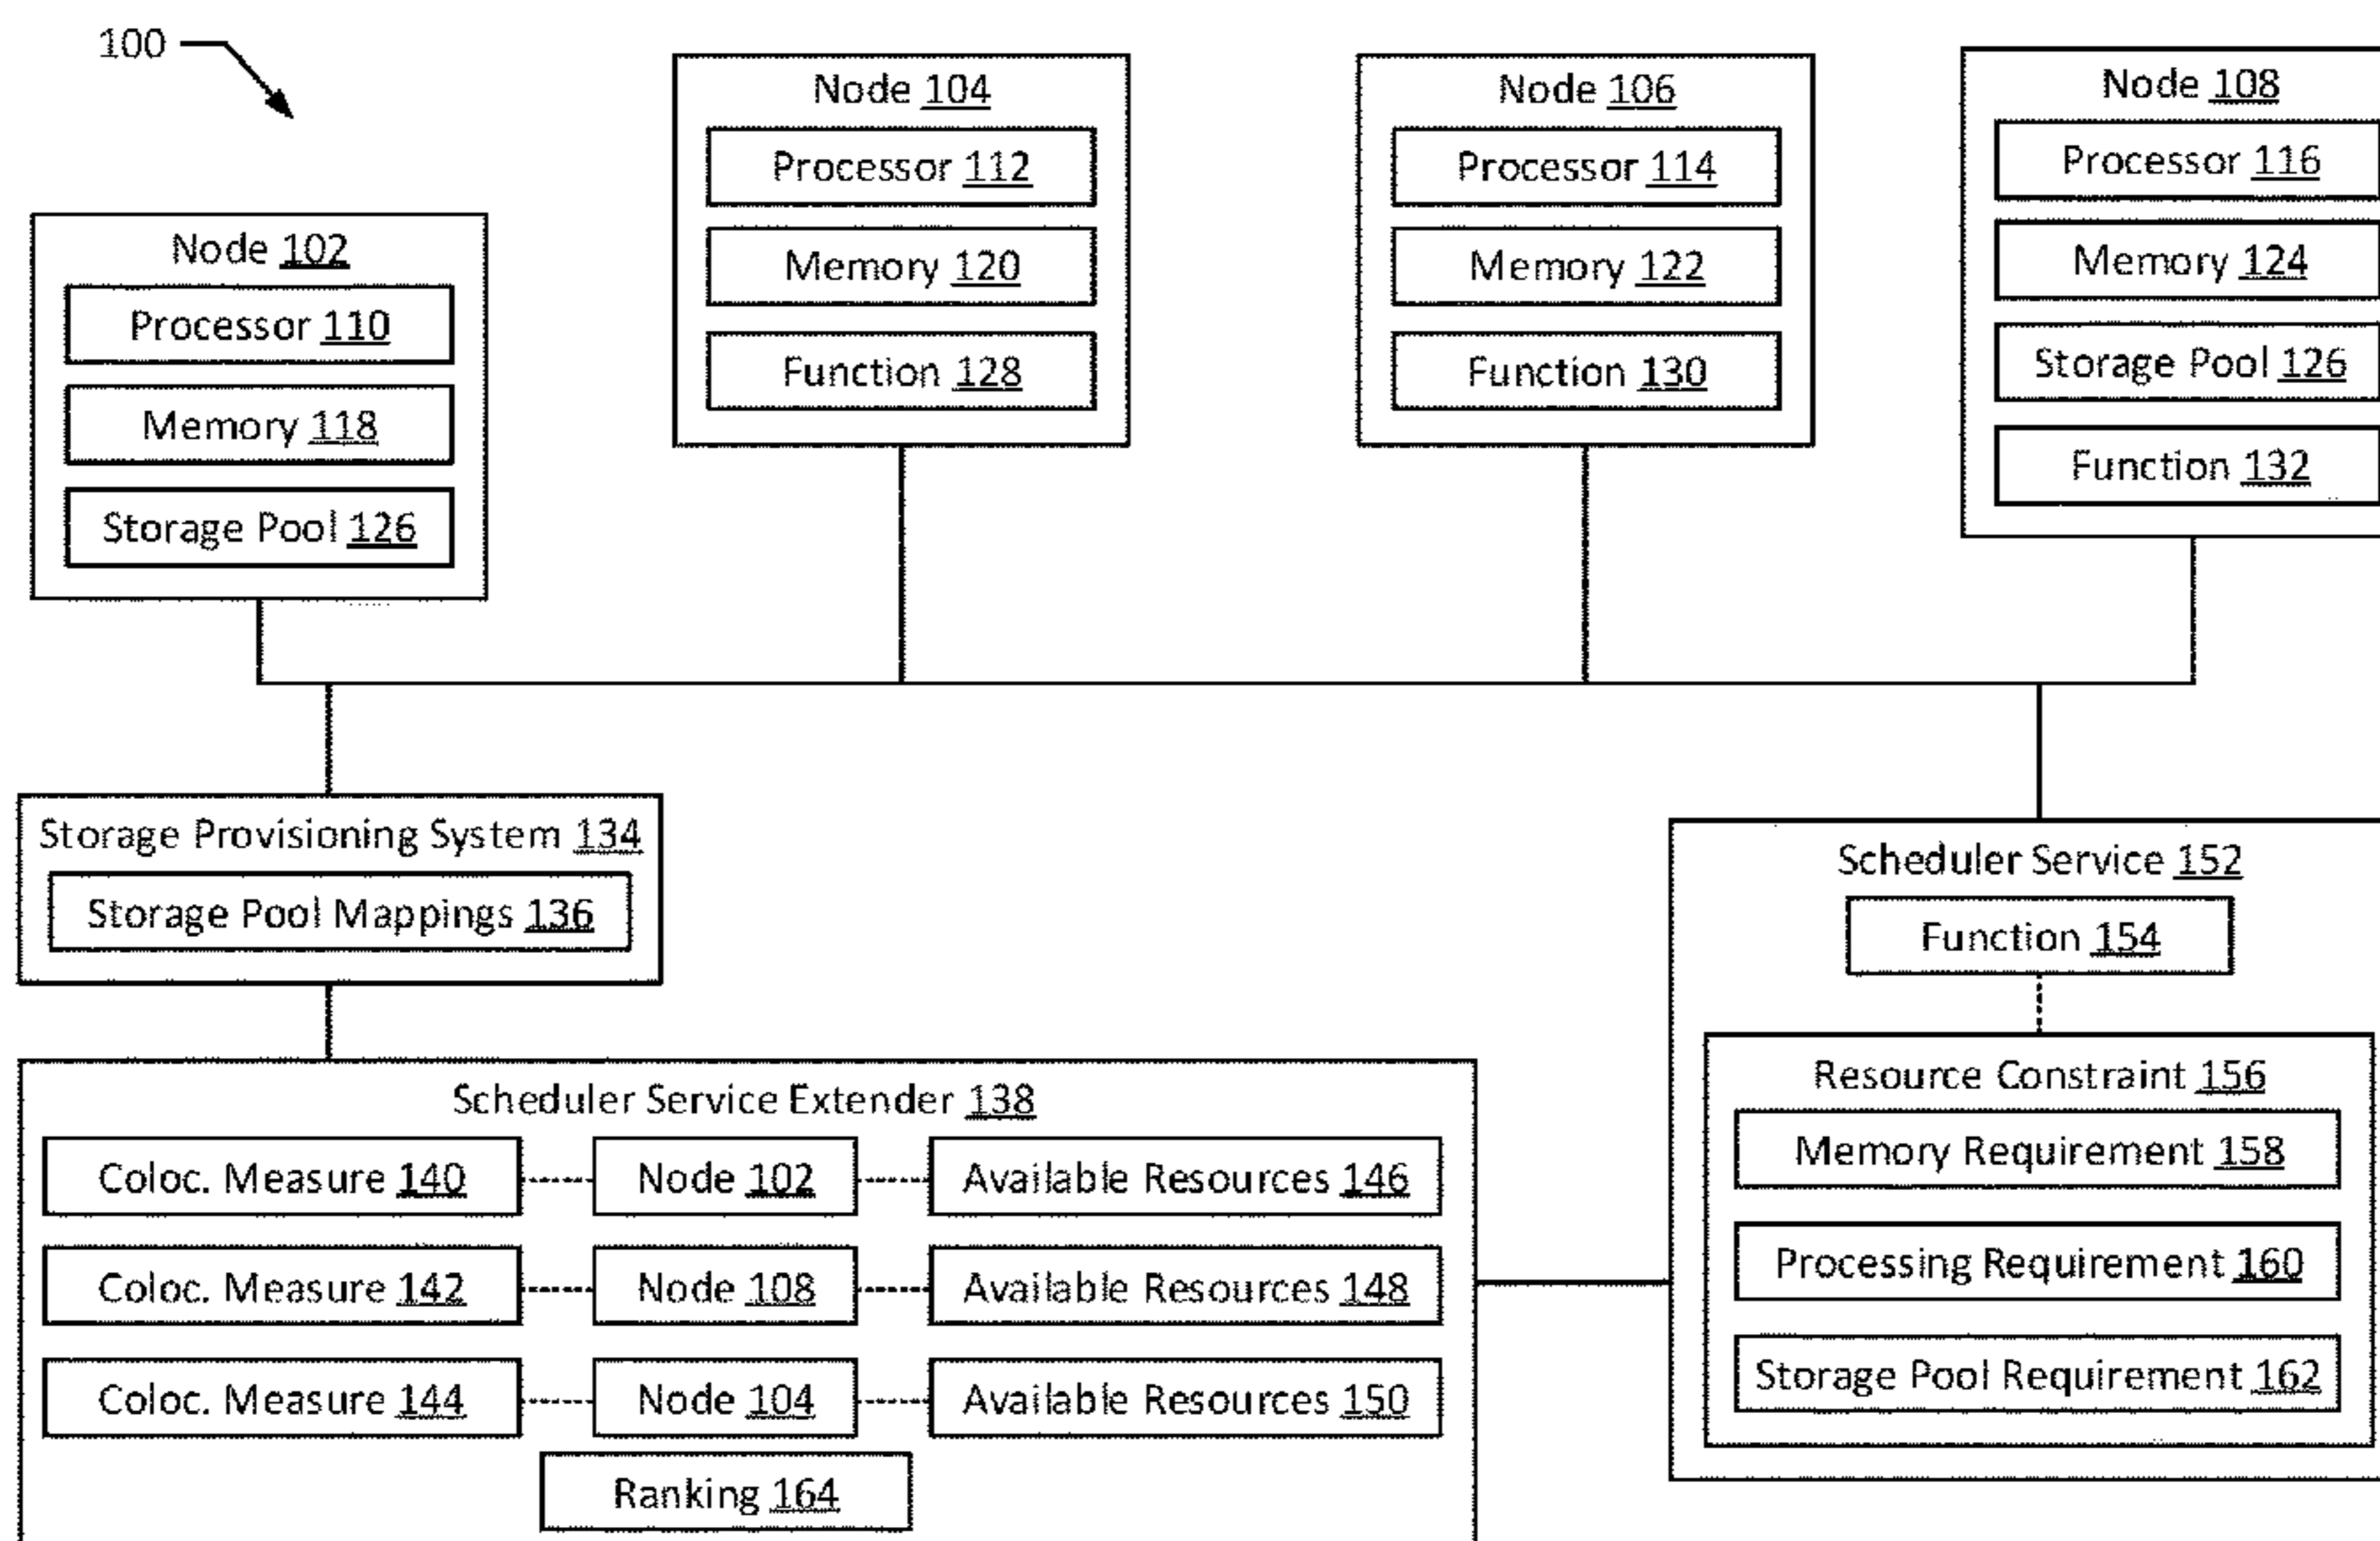 100
Node 102
Processor 110
Memory 118
Storage Pool 126
Node 104
Processor 112
Memory 120
Function 128
Node 106
Processor 114
Memory 122
Function 130
Node 108
Processor 116
Memory 124
Storage Pool 126
Function 132
Storage Provisioning System 134
Storage Pool Mappings 136
Scheduler Service Extender 138
Coloc. Measure 140
Node 102
Available Resources 146
Coloc. Measure 142
Node 108
Available Resources 148
Coloc. Measure 144
Node 104
Available Resources 150
Ranking 164
Scheduler Service 152
Function 154
Resource Constraint 156
Memory Requirement 158
Processing Requirement 160
Storage Pool Requirement 162